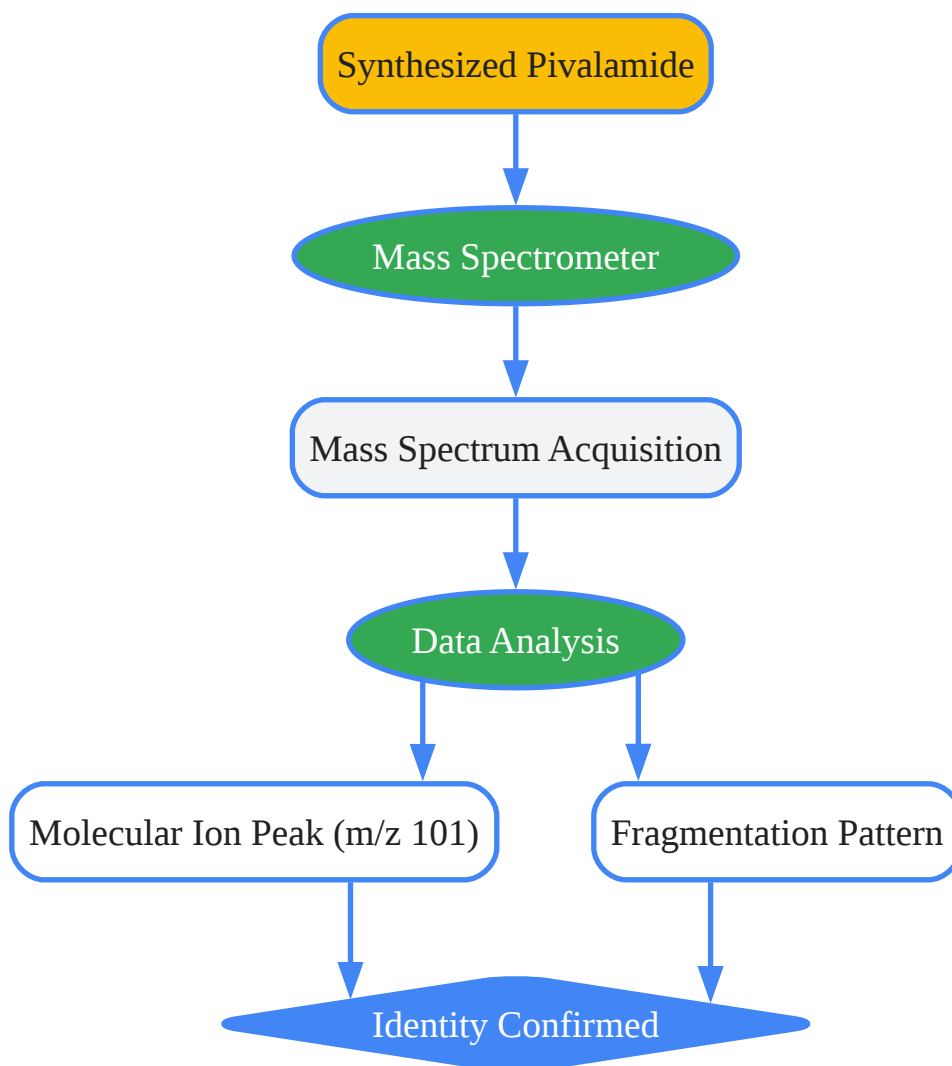 Synthesized Pivalamide
Mass Spectrometer
Mass Spectrum Acquisition
Data Analysis
Molecular Ion Peak (m/z 101)
Fragmentation Pattern
Identity Confirmed